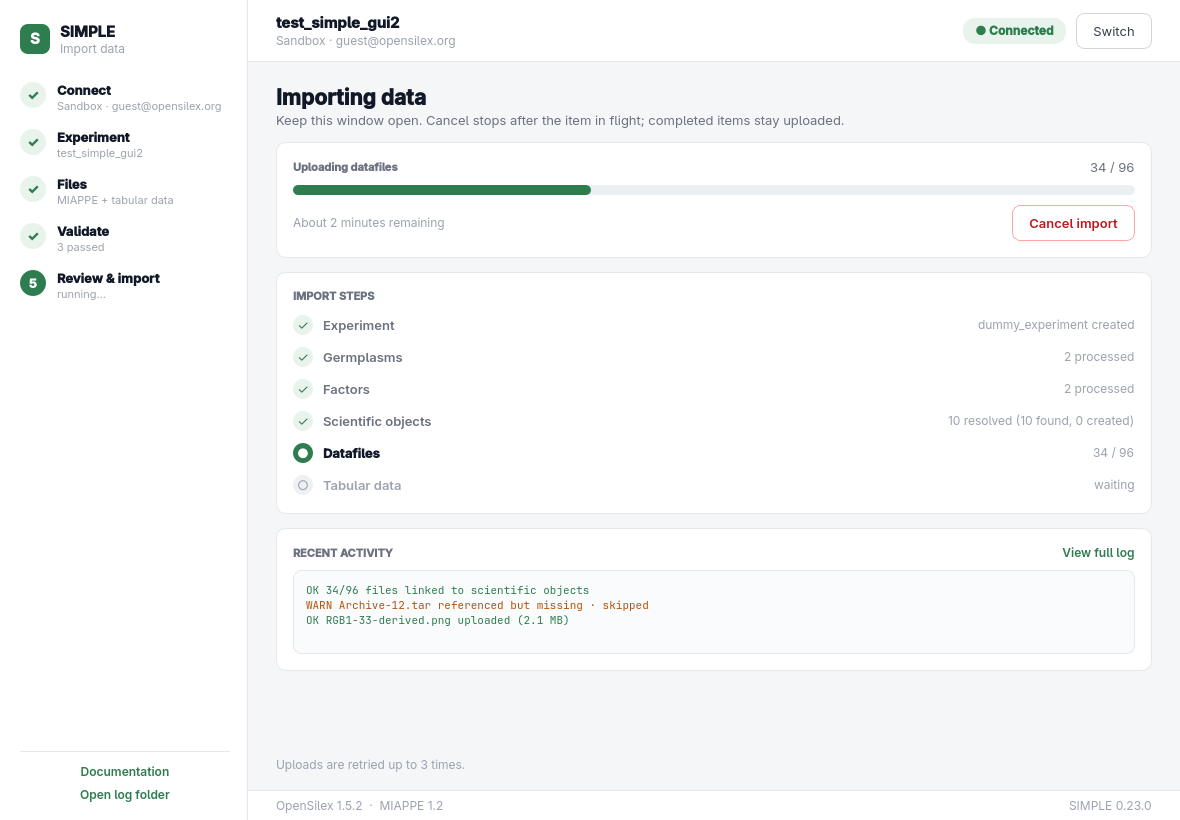 S
SIMPLE
Import data
Connect
Sandbox · guest@opensilex.org
Experiment
test_simple_gui2
Files
MIAPPE + tabular data
Validate
3 passed
5
Review & import
running...
Documentation
Open log folder
test_simple_gui2
Sandbox · guest@opensilex.org
Connected
Switch
Importing data
Keep this window open. Cancel stops after the item in flight; completed items stay uploaded.
Uploading datafiles 34 / 96
About 2 minutes remaining
Cancel import
IMPORT STEPS
Experiment dummy_experiment created
Germplasms 2 processed
Factors 2 processed
Scientific objects 10 resolved (10 found, 0 created)
Datafiles 34 / 96
Tabular data waiting
RECENT ACTIVITY View full log
OK 34/96 files linked to scientific objects
WARN Archive-12.tar referenced but missing · skipped
OK RGB1-33-derived.png uploaded (2.1 MB)
Uploads are retried up to 3 times.
OpenSilex 1.5.2 · MIAPPE 1.2 SIMPLE 0.23.0